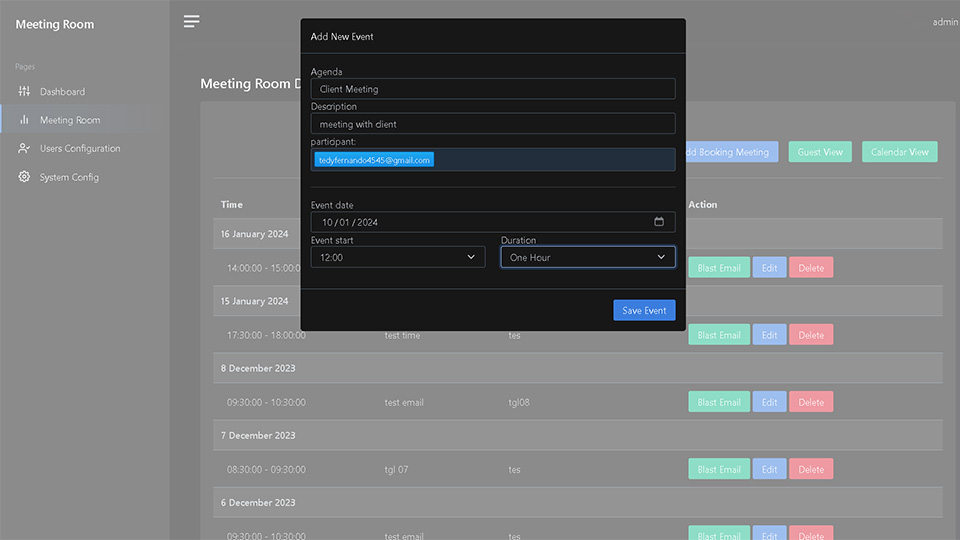 Meeting Room
admin
Pages
Dashboard
Meeting Room
Users Configuration
System Config
Meeting Room D
Add New Event
Agenda
Client Meeting
Description
meeting with client
participant:
tedyfernando4545@gmail.com
Event date
10 / 01 / 2024
Event start
Duration
12:00
One Hour
Save Event
dd Booking Meeting
Guest View
Calendar View
Time
Action
16 January 2024
14:00:00 - 15:00:0
Blast Email Edit Delete
15 January 2024
17:30:00 - 18:00:00 test time tes Blast Email Edit Delete
8 December 2023
09:30:00 - 10:30:00 test email tgl08 Blast Email Edit Delete
7 December 2023
08:30:00 - 09:30:00 tgl 07 tes Blast Email Edit Delete
6 December 2023
09:30:00 - 10:30:00 test email tes Blast Email Edit Delete